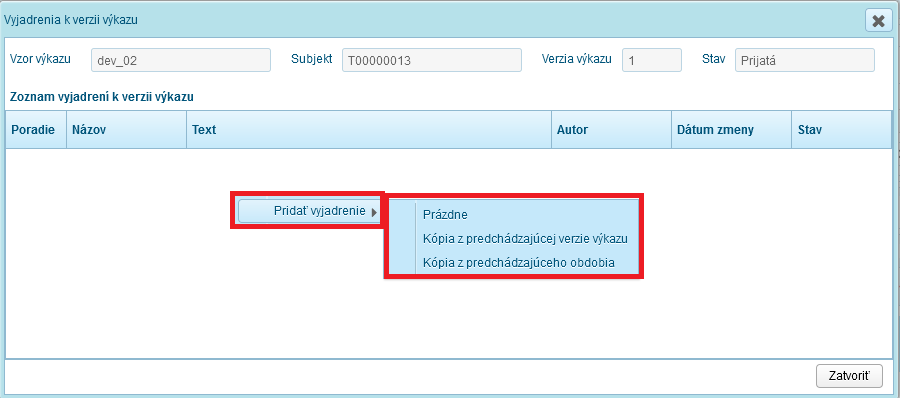 Vyjadrenia k verzii výkazu
Vzor výkazu dev_02 Subjekt T00000013 Verzia výkazu 1 Stav Prijatá
Zoznam vyjadrení k verzii výkazu
Poradie Názov Text Autor Dátum zmeny Stav
Pridať vyjadrenie
Prázdne
Kópia z predchádzajúcej verzie výkazu
Kópia z predchádzajúceho obdobia
Zatvoriť